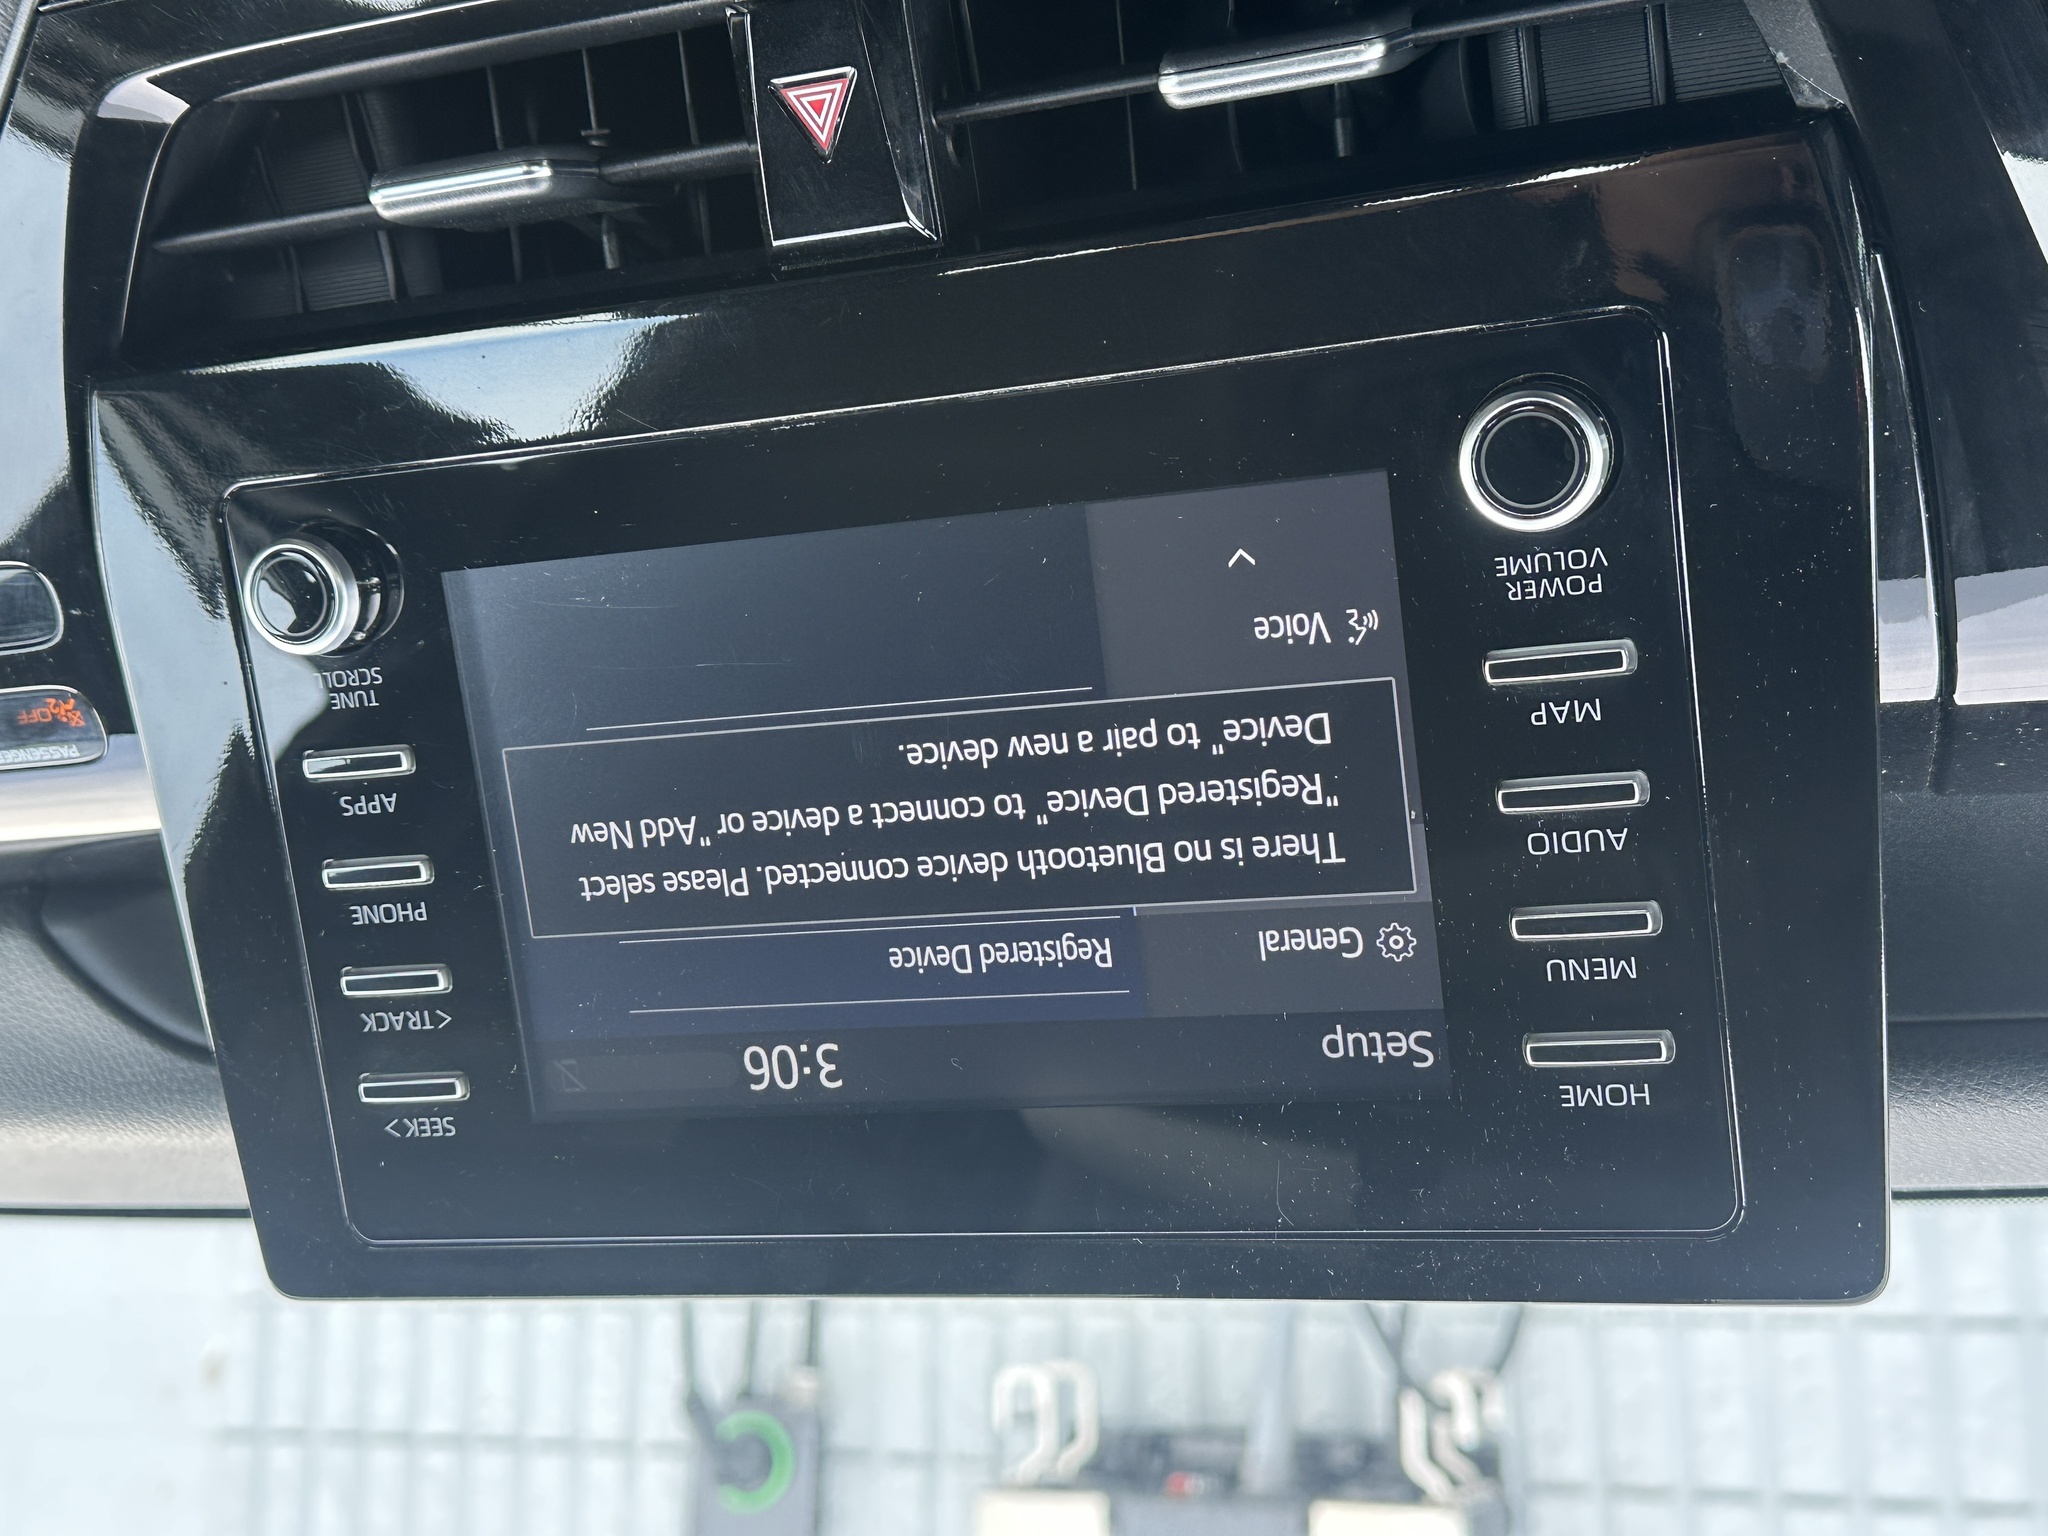 HOME
MENU
AUDIO
MAP
POWER
VOLUME
Setup
3:06
General
Registered Device
There is no Bluetooth device connected. Please select
"Registered Device" to connect a device or "Add New
Device" to pair a new device.
Voice
SEEK >
< TRACK
PHONE
APPS
TUNE
SCROLL
OFF